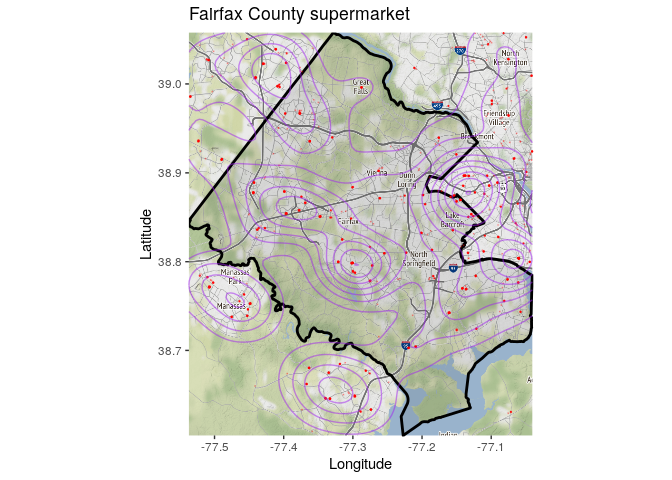 Fairfax County supermarket
39.0
38.9
38.8
38.7
Latitude
North
Kensington
Great
Falls
Friendship
Village
Brookmont
Vienna
Dunn
Loring
Lake
Barcroft
Fairfax
North
Springfield
Manassas
Park
Manassas
-77.5
-77.4
-77.3
-77.2
-77.1
Longitude